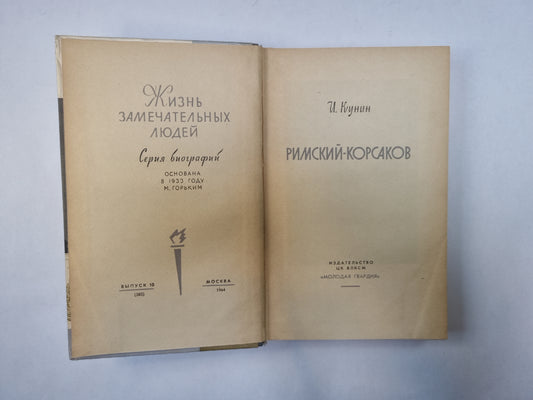 Жизнь
ЗАМЕЧАТЕЛЬНЫХ
ЛЮДЕЙ
Серия биографий
ОСНОВАНА
В 1933 ГОДУ
М. ГОРЬКИМ
ВЫПУСК 10
МОСКВА
1964
И. Кунин
РИМСКИЙ-КОРСАКОВ
ИЗДАТЕЛЬСТВО
ЦК ВЛКСМ
«МОЛОДАЯ ГВАРДИЯ»